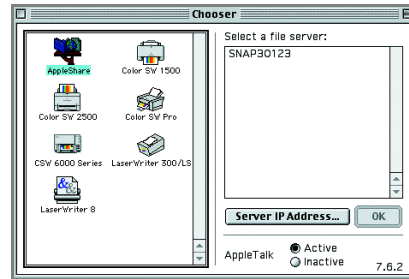 Chooser
AppleShare
Color SW 1500
Color SW 2500
Color SW Pro
CSW 6000 Series
LaserWriter 300/LS
LaserWriter 8
Select a file server:
SNAP30123
Server IP Address...
OK
AppleTalk
Active
Inactive
7.6.2